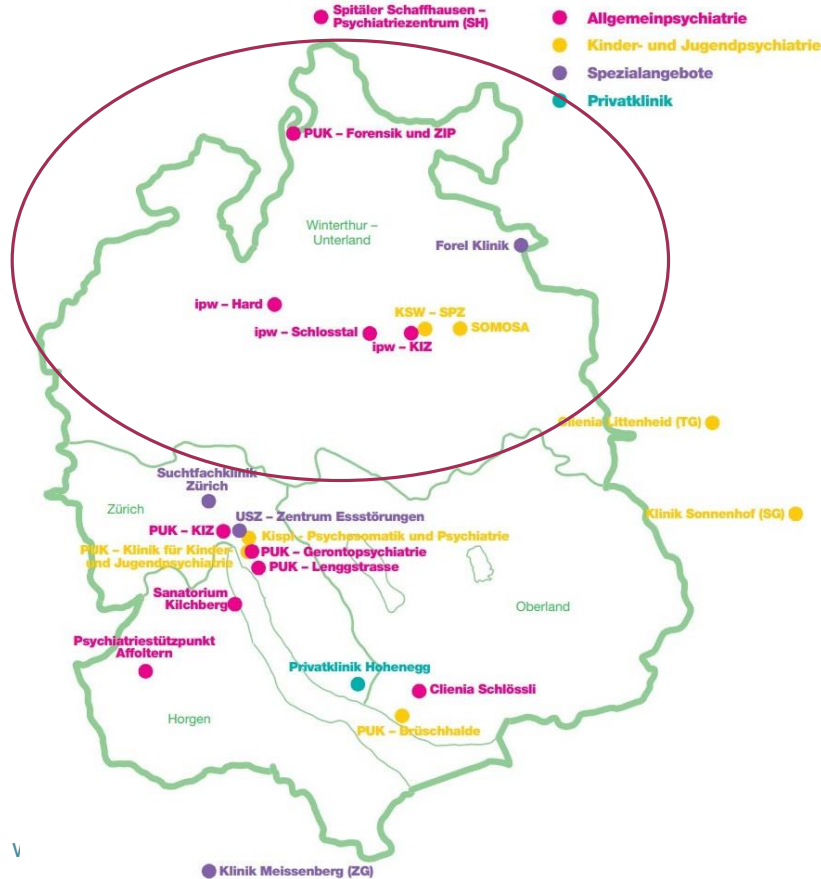 Spitäler Schaffhausen –
Psychiatriezentrum (SH)
Allgemeinpsychiatrie
Kinder- und Jugendpsychiatrie
Spezialangebote
Privatklinik
PUK – Forensik und ZIP
Winterthur –
Unterland
Forel Klinik
ipw – Hard
KSW – SPZ
ipw – Schlosstal
SOMOSA
ipw – KIZ
Clienia Littenheid (TG)
Suchtfachklinik
Zürich
Zürich
Klinik Sonnenhof (SG)
USZ – Zentrum Essstörungen
PUK – KIZ
Kispi - Psychosomatik und Psychiatrie
PUK – Klinik für Kinder-
und Jugendpsychiatrie
PUK – Gerontopsychiatrie
PUK – Lenggstrasse
Sanatorium
Kilchberg
Oberland
Psychiatriestützpunkt
Affoltern
Privatklinik Hohenegg
Clienia Schlössli
Horgen
PUK – Brüschhalde
Klinik Meissenberg (ZG)